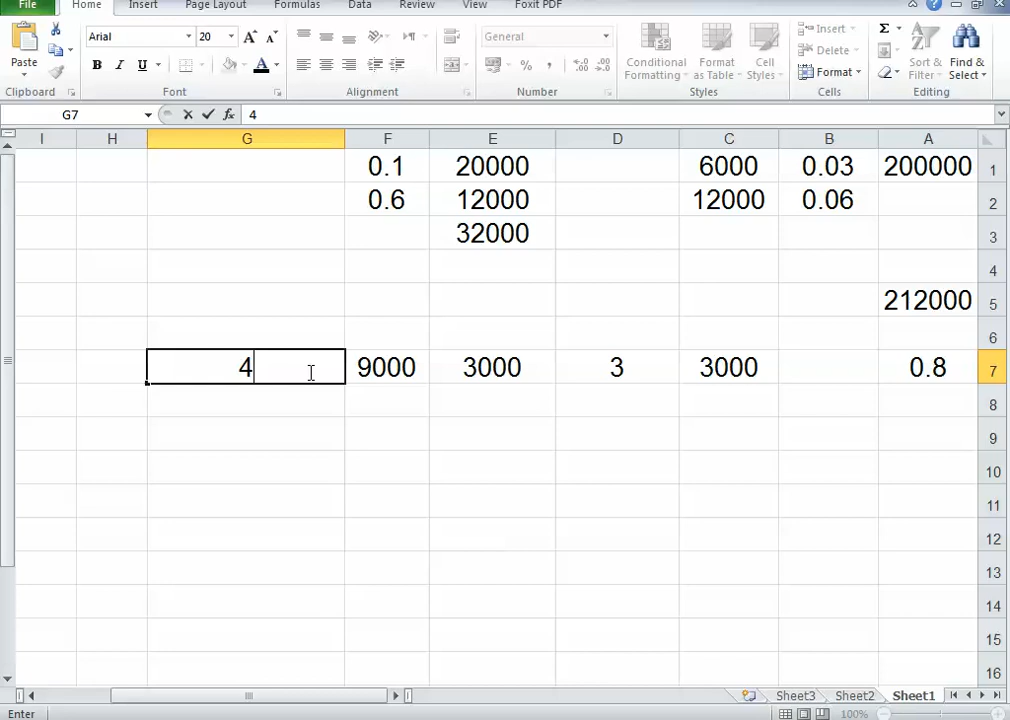 File Home Insert Page Layout Formulas Data Review View Foxit PDF
Arial 20 General Insert
Paste Conditional Format Cell Delete Sort & Find &
B I U % Formatting as Table Styles Format Filter Select
Clipboard Font Alignment Number Styles Cells Editing
G7 fx 4
I H G F E D C B A
0.1 20000 6000 0.03 200000 1
0.6 12000 12000 0.06 2
32000 3
4
212000 5
6
4 9000 3000 3 3000 0.8 7
8
9
10
11
12
13
14
15
16
Sheet3 Sheet2 Sheet1
Enter 100%